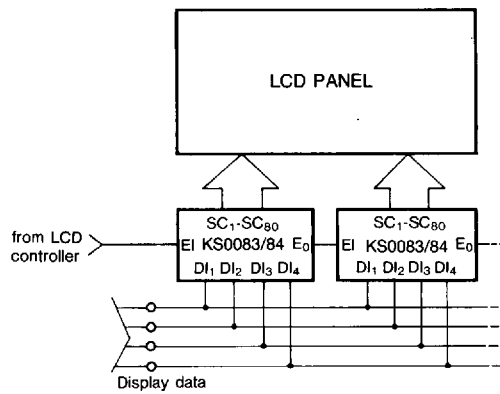 LCD PANEL
SC₁-SC₈₀
EI KS0083/84 E₀
DI₁ DI₂ DI₃ DI₄
SC₁-SC₈₀
EI KS0083/84 E₀
DI₁ DI₂ DI₃ DI₄
from LCD
controller
Display data